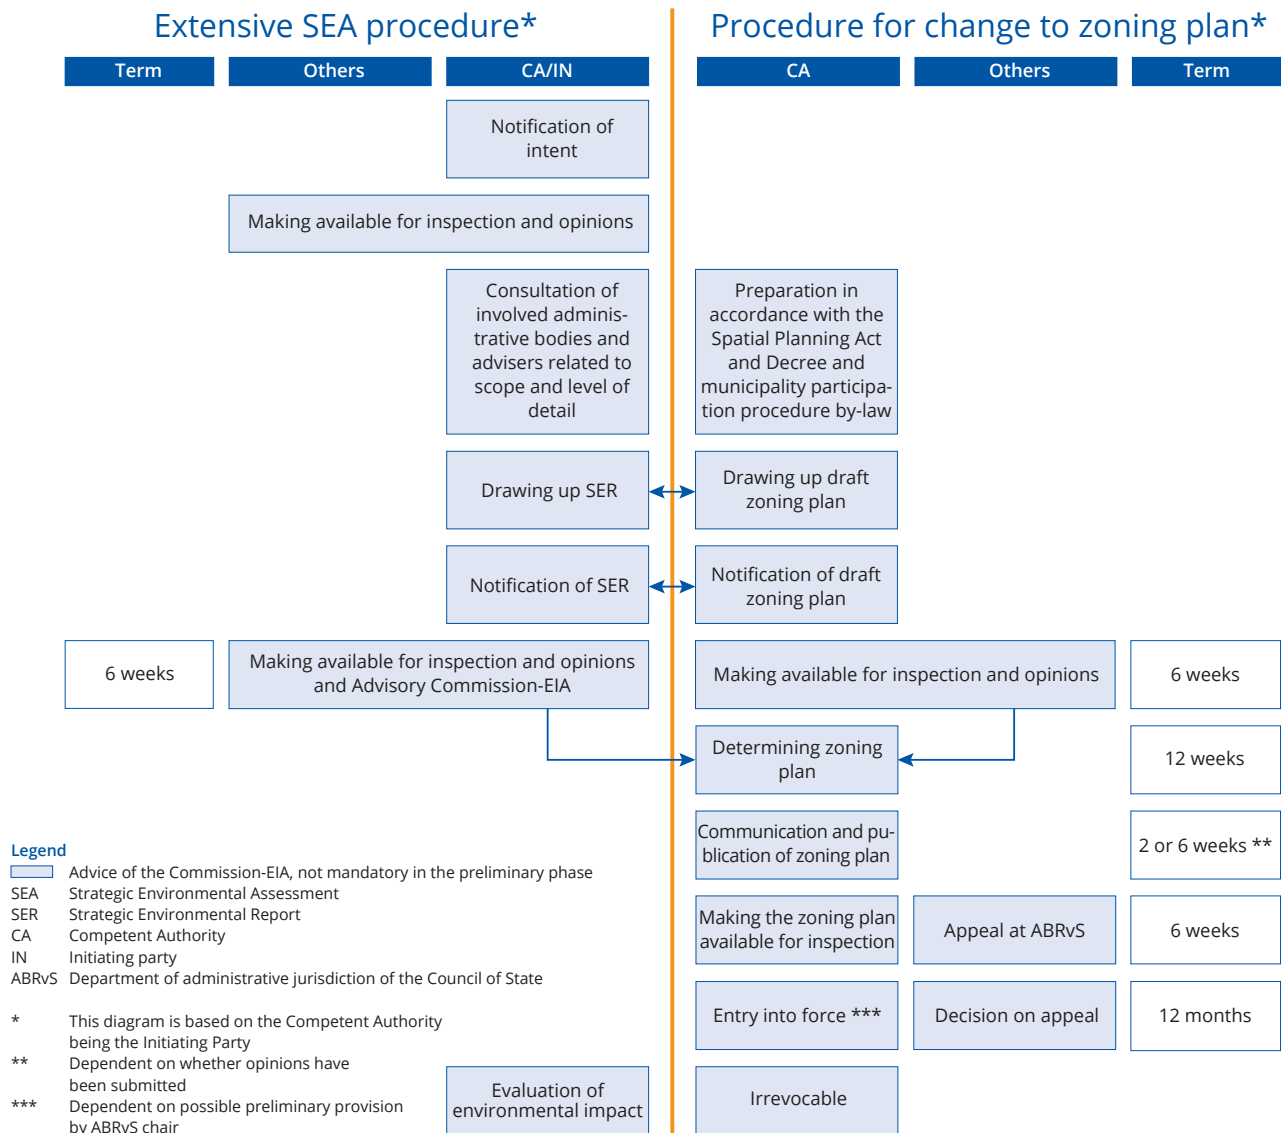 Extensive SEA procedure*
Procedure for change to zoning plan*
Term
Others
CA/IN
CA
Others
Term
Notification of
intent
Making available for inspection and opinions
Consultation of
involved adminis-
trative bodies and
advisers related to
scope and level of
detail
Preparation in
accordance with the
Spatial Planning Act
and Decree and
municipality participa-
tion procedure by-law
Drawing up SER
Drawing up draft
zoning plan
Notification of SER
Notification of draft
zoning plan
6 weeks
Making available for inspection and opinions
and Advisory Commission-EIA
Making available for inspection and opinions
6 weeks
Determining zoning
plan
12 weeks
Communication and pu-
blication of zoning plan
2 or 6 weeks **
Making the zoning plan
available for inspection
Appeal at ABRvS
6 weeks
Entry into force ***
Decision on appeal
12 months
Evaluation of
environmental impact
Irrevocable
Legend
Advice of the Commission-EIA, not mandatory in the preliminary phase
SEA Strategic Environmental Assessment
SER Strategic Environmental Report
CA Competent Authority
IN Initiating party
ABRvS Department of administrative jurisdiction of the Council of State
* This diagram is based on the Competent Authority
being the Initiating Party
** Dependent on whether opinions have
been submitted
*** Dependent on possible preliminary provision
by ABRvS chair